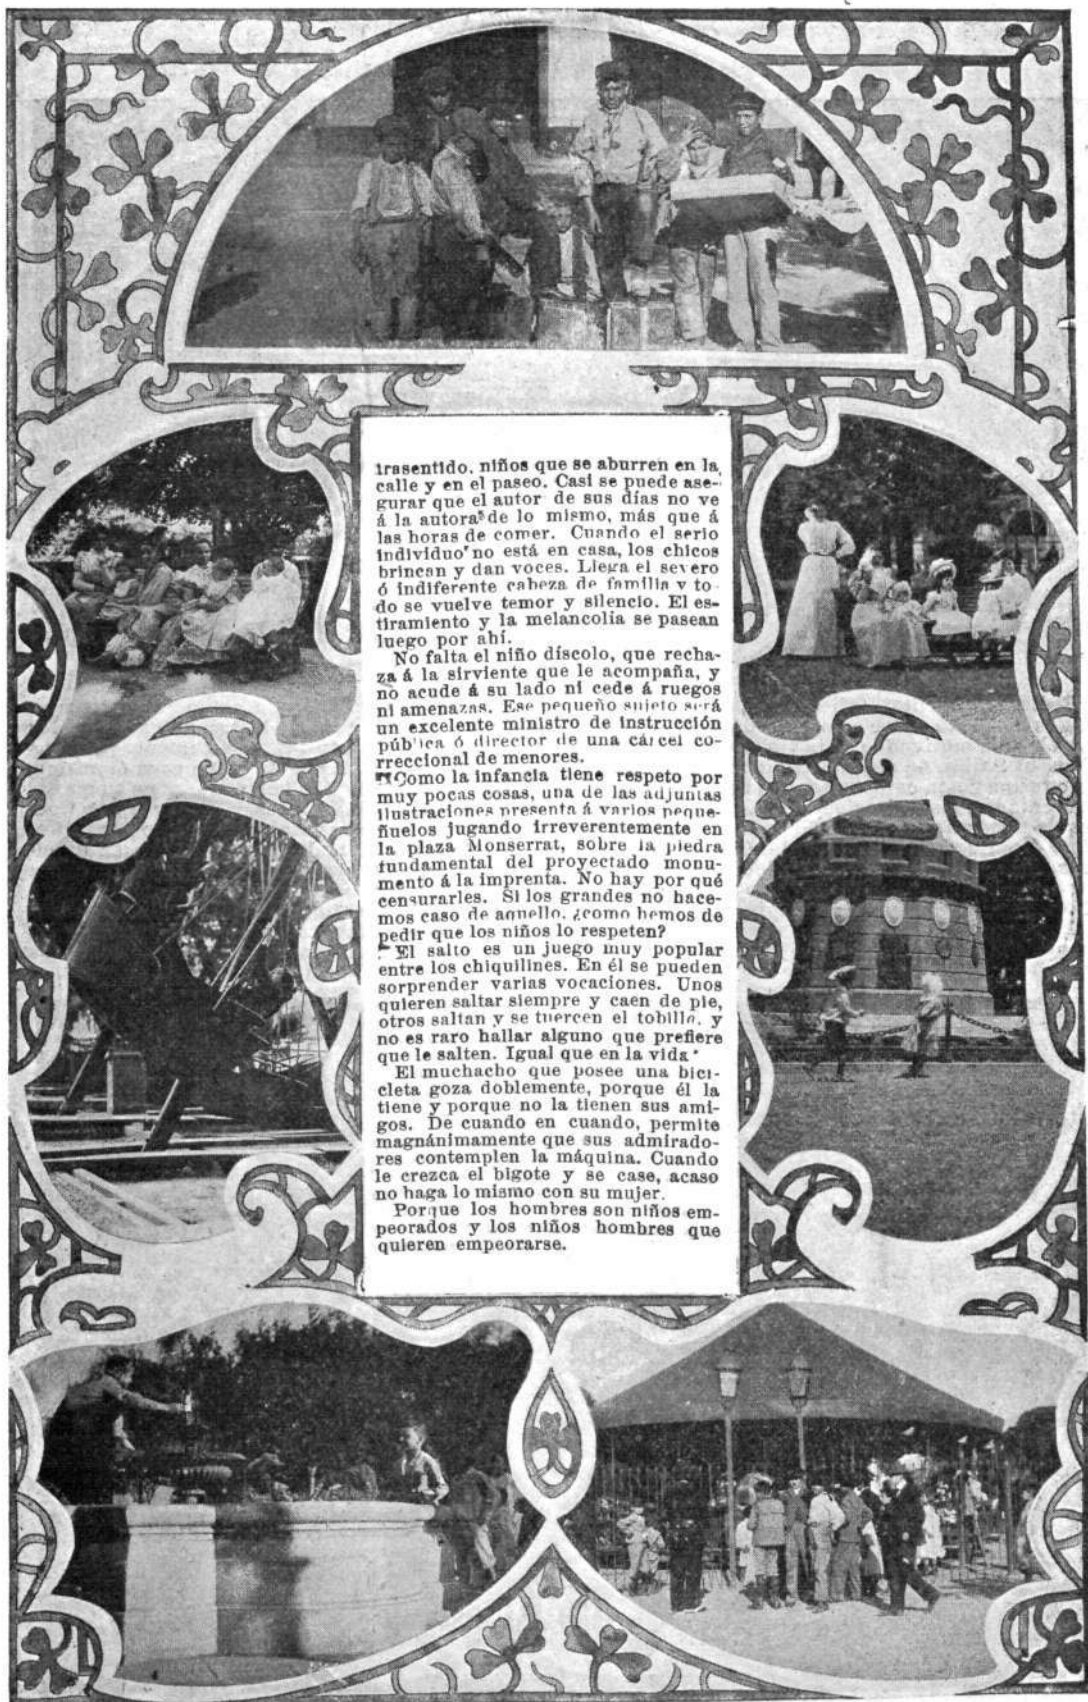 trasentido, niños que se aburren en la
calle y en el paseo. Casi se puede ase-
gurar que el autor de sus días no ve
á la autora de lo mismo, más que á
las horas de comer. Cuando el serio
individuo no está en casa, los chicos
brincan y dan voces. Llega el severo
ó indiferente cabeza de familia y to-
do se vuelve temor y silencio. El es-
tiramiento y la melancolia se pasean
luego por ahí.
No falta el niño díscolo, que recha-
za á la sirviente que le acompaña, y
no acude á su lado ni cede á ruegos
ni amenazas. Ese pequeño sujeto será
un excelente ministro de instrucción
pública ó director de una cárcel co-
rreccional de menores.
Como la infancia tiene respeto por
muy pocas cosas, una de las adjuntas
ilustraciones presenta á varios peque-
ñuelos jugando irreverentemente en
la plaza Monserrat, sobre la piedra
fundamental del proyectado monu-
mento á la imprenta. No hay por qué
censurarles. Si los grandes no hace-
mos caso de aquello, ¿como hemos de
pedir que los niños lo respeten?
El salto es un juego muy popular
entre los chiquilines. En él se pueden
sorprender varias vocaciones. Unos
quieren saltar siempre y caen de pie,
otros saltan y se tuercen el tobillo, y
no es raro hallar alguno que prefiere
que le salten. Igual que en la vida.
El muchacho que posee una bici-
cleta goza doblemente, porque él la
tiene y porque no la tienen sus ami-
gos. De cuando en cuando, permite
magnánimamente que sus admirado-
res contemplen la máquina. Cuando
le crezca el bigote y se case, acaso
no haga lo mismo con su mujer.
Porque los hombres son niños em-
peorados y los niños hombres que
quieren empeorarse.